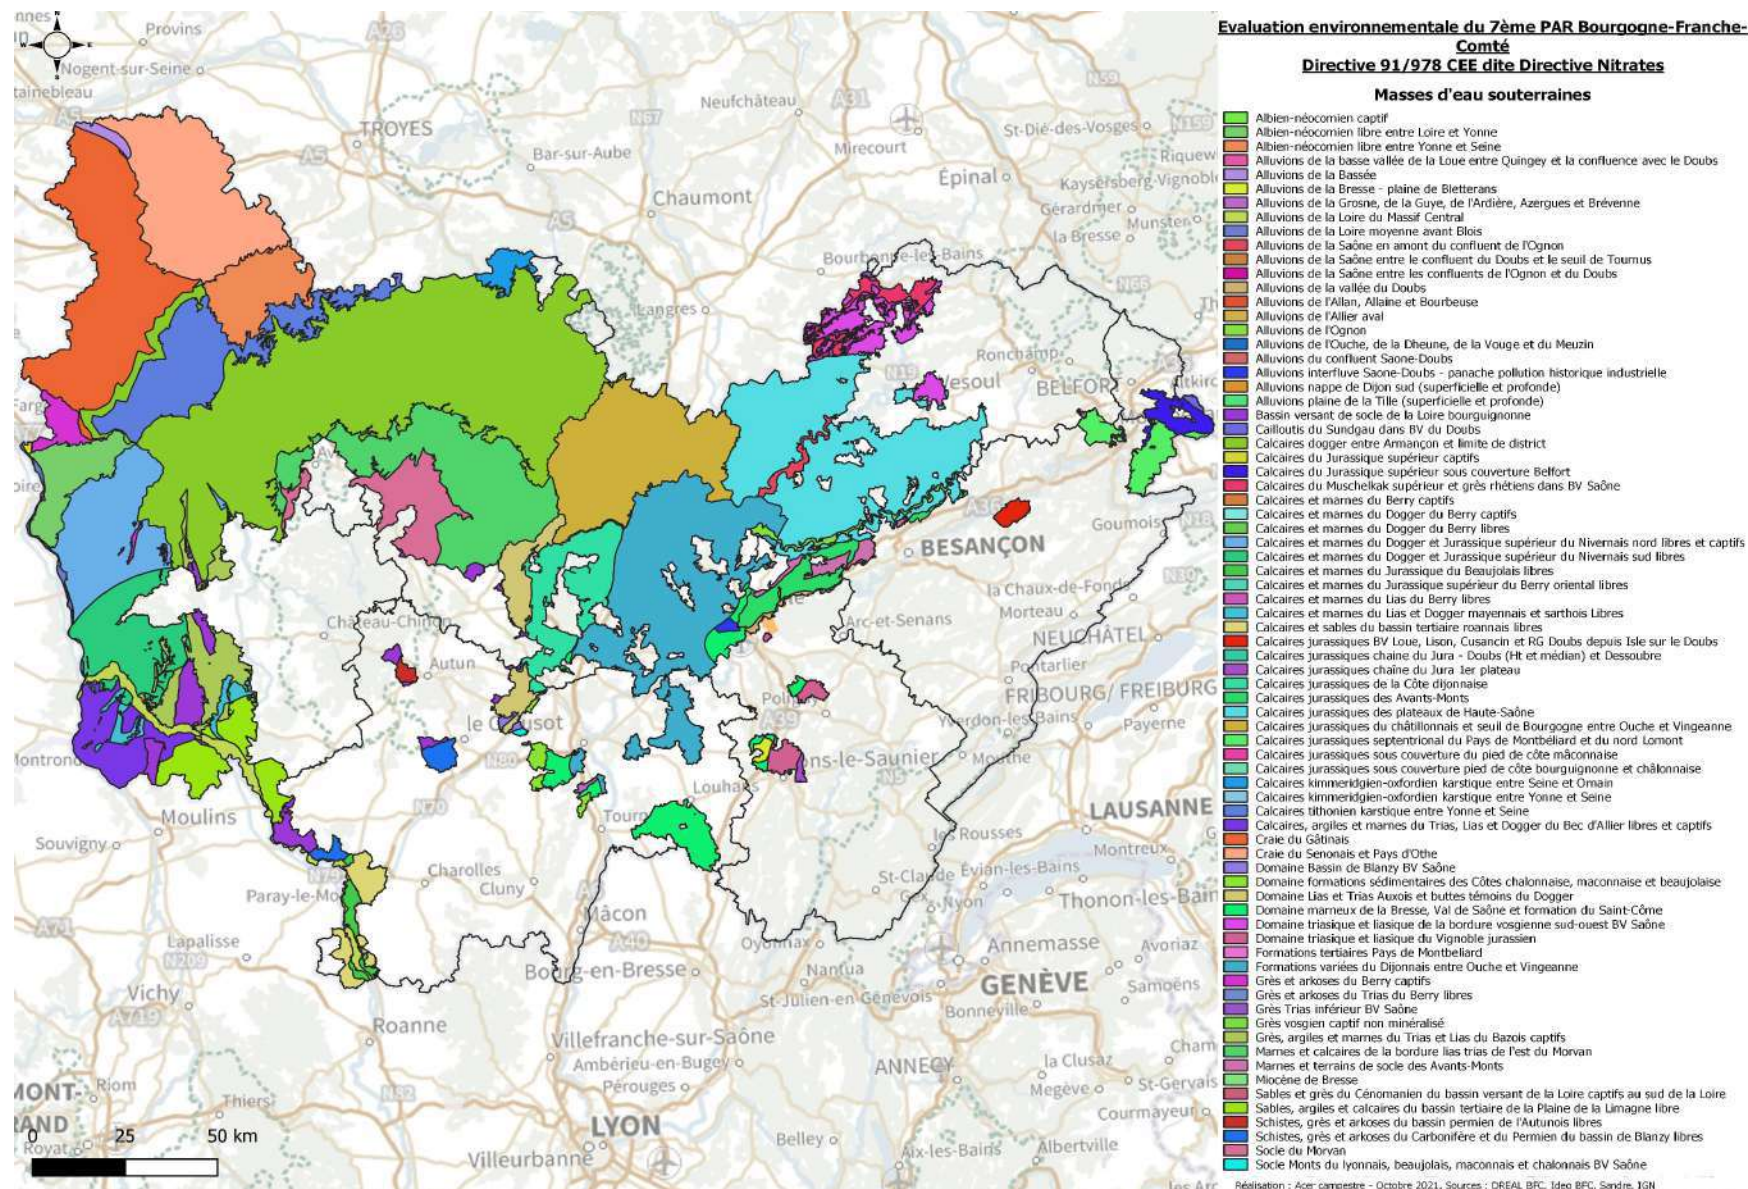 Evaluation environnementale du 7ème PAR Bourgogne-Franche-
Comté
Directive 91/978 CEE dite Directive Nitrates
Masses d'eau souterraines
Albien-néocomien captif
Albien-néocomien libre entre Loire et Yonne
Albien-néocomien libre entre Yonne et Seine
Alluvions de la basse vallée de la Loue entre Quingey et la confluence avec le Doubs
Alluvions de la Bassée
Alluvions de la Bresse - plaine de Bletterans
Alluvions de la Grosne, de la Guye, de l'Ardière, Azergues et Brévenne
Alluvions de la Loire du Massif Central
Alluvions de la Loire moyenne avant Blois
Alluvions de la Saône en amont du confluent de l'Ognon
Alluvions de la Saône entre le confluent du Doubs et le seuil de Tournus
Alluvions de la Saône entre les confluents de l'Ognon et du Doubs
Alluvions de la vallée du Doubs
Alluvions de l'Allan, Allaine et Bourbeuse
Alluvions de l'Allier aval
Alluvions de l'Ognon
Alluvions de l'Ouche, de la Dheune, de la Vouge et du Meuzin
Alluvions du confluent Saone-Doubs
Alluvions interfluve Saone-Doubs - panache pollution historique industrielle
Alluvions nappe de Dijon sud (superficielle et profonde)
Alluvions plaine de la Tille (superficielle et profonde)
Bassin versant de socle de la Loire bourguignonne
Cailloutis du Sundgau dans BV du Doubs
Calcaires dogger entre Armançon et limite de district
Calcaires du Jurassique supérieur captifs
Calcaires du Jurassique supérieur sous couverture Belfort
Calcaires du Muschelkak supérieur et grès rhétiens dans BV Saône
Calcaires et marnes du Berry captifs
Calcaires et marnes du Dogger du Berry captifs
Calcaires et marnes du Dogger du Berry libres
Calcaires et marnes du Dogger et Jurassique supérieur du Nivernais nord libres et captifs
Calcaires et marnes du Dogger et Jurassique supérieur du Nivernais sud libres
Calcaires et marnes du Jurassique du Beaujolais libres
Calcaires et marnes du Jurassique supérieur du Berry oriental libres
Calcaires et marnes du Lias du Berry libres
Calcaires et marnes du Lias et Dogger mayennais et sarthois Libres
Calcaires et sables du bassin tertiaire roannais libres
Calcaires jurassiques BV Loue, Lison, Cusancin et RG Doubs depuis Isle sur le Doubs
Calcaires jurassiques chaine du Jura - Doubs (Ht et médian) et Dessoubre
Calcaires jurassiques chaîne du Jura 1er plateau
Calcaires jurassiques de la Côte dijonnaise
Calcaires jurassiques des Avants-Monts
Calcaires jurassiques des plateaux de Haute-Saône
Calcaires jurassiques du châtillonnais et seuil de Bourgogne entre Ouche et Vingeanne
Calcaires jurassiques septentrional du Pays de Montbéliard et du nord Lomont
Calcaires jurassiques sous couverture du pied de côte mâconnaise
Calcaires jurassiques sous couverture pied de côte bourguignonne et châlonnaise
Calcaires kimmeridgien-oxfordien karstique entre Seine et Ornain
Calcaires kimmeridgien-oxfordien karstique entre Yonne et Seine
Calcaires tithonien karstique entre Yonne et Seine
Calcaires, argiles et marnes du Trias, Lias et Dogger du Bec d'Allier libres et captifs
Craie du Gâtinais
Craie du Senonais et Pays d'Othe
Domaine Bassin de Blanzy BV Saône
Domaine formations sédimentaires des Côtes chalonnaise, maconnaise et beaujolaise
Domaine Lias et Trias Auxois et buttes témoins du Dogger
Domaine marneux de la Bresse, Val de Saône et formation du Saint-Côme
Domaine triasique et liasique de la bordure vosgienne sud-ouest BV Saône
Domaine triasique et liasique du Vignoble jurassien
Formations tertiaires Pays de Montbeliard
Formations variées du Dijonnais entre Ouche et Vingeanne
Grès et arkoses du Berry captifs
Grès et arkoses du Trias du Berry libres
Grès Trias inférieur BV Saône
Grès vosgien captif non minéralisé
Grès, argiles et marnes du Trias et Lias du Bazois captifs
Marnes et calcaires de la bordure lias trias de l'est du Morvan
Marnes et terrains de socle des Avants-Monts
Miocène de Bresse
Sables et grès du Cénomanien du bassin versant de la Loire captifs au sud de la Loire
Sables, argiles et calcaires du bassin tertiaire de la Plaine de la Limagne libre
Schistes, grès et arkoses du bassin permien de l'Autunois libres
Schistes, grès et arkoses du Carbonifère et du Permien du bassin de Blanzy libres
Socle du Morvan
Socle Monts du lyonnais, beaujolais, maconnais et chalonnais BV Saône
Réalisation : Acer campestre - Octobre 2021, Sources : DREAL BFC, Ideo BFC, Sandre, IGN
N
W
E
S
Provins
A26
Nogent-sur-Seine
A5
TROYES
A5
Bar-sur-Aube
Neufchâteau
A31
N67
N59
St-Dié-des-Vosges
N159
Mirecourt
Épinal
Kaysersberg-Vignoble
Chaumont
A5
Gérardmer
Munster
la Bresse
Bourbonne-les-Bains
N66
Langres
Ronchamp
N19
Vesoul
BELFORT
A36
Goumois
N18
BESANÇON
la Chaux-de-Fonds
Morteau
N30
Arc-et-Senans
NEUCHÂTEL
Château-Chinon
Autun
Pontarlier
FRIBOURG/ FREIBURG
Poligny
A39
Yverdon-les-Bains
Payerne
le Creusot
N80
Lons-le-Saunier
Mouthe
N5
Louhans
N70
Moulins
LAUSANNE
Souvigny
Tournus
les Rousses
Montreux
Évian-les-Bains
Charolles
N79
Cluny
Paray-le-Mo
St-Claude
Gex
Nyon
Thonon-les-Bain
Mâcon
A40
A71
Lapalisse
N209
Oyonnax
Annemasse
Avoriaz
Bourg-en-Bresse
Nantua
GENÈVE
Samoëns
St-Julien-en-Genevois
Bonneville
Vichy
A719
Roanne
Villefranche-sur-Saône
Ambérieu-en-Bugey
ANNECY
la Clusaz
Pérouges
Megève
St-Gervais
Riom
N82
Courmayeur
Thiers
LYON
Royat
Belley
Aix-les-Bains
Albertville
Villeurbanne
0 25 50 km